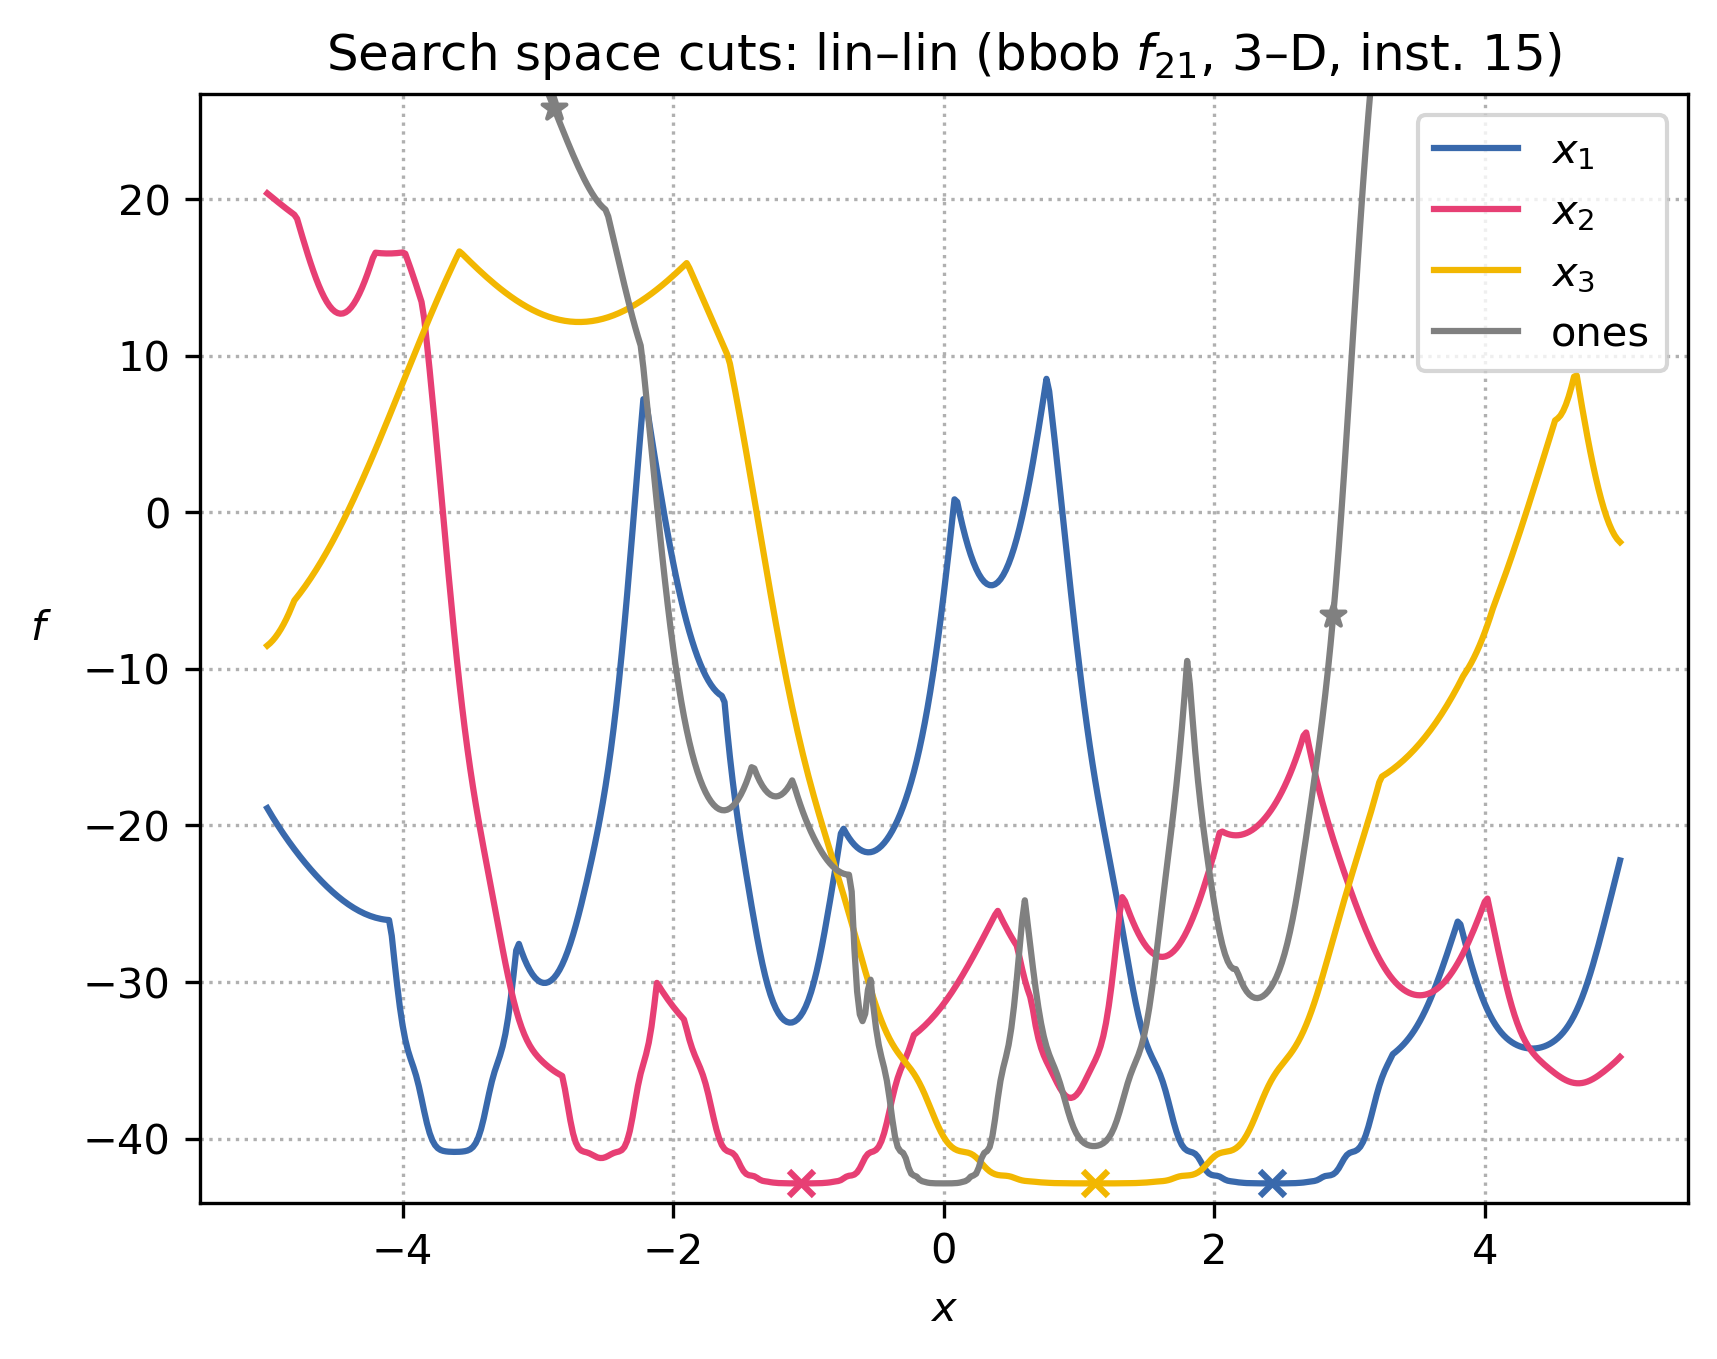 Search space cuts: lin–lin (bbob f₂₁, 3–D, inst. 15)
x₁
x₂
x₃
ones
20
10
0
−10
−20
−30
−40
f
−4 −2 0 2 4
x